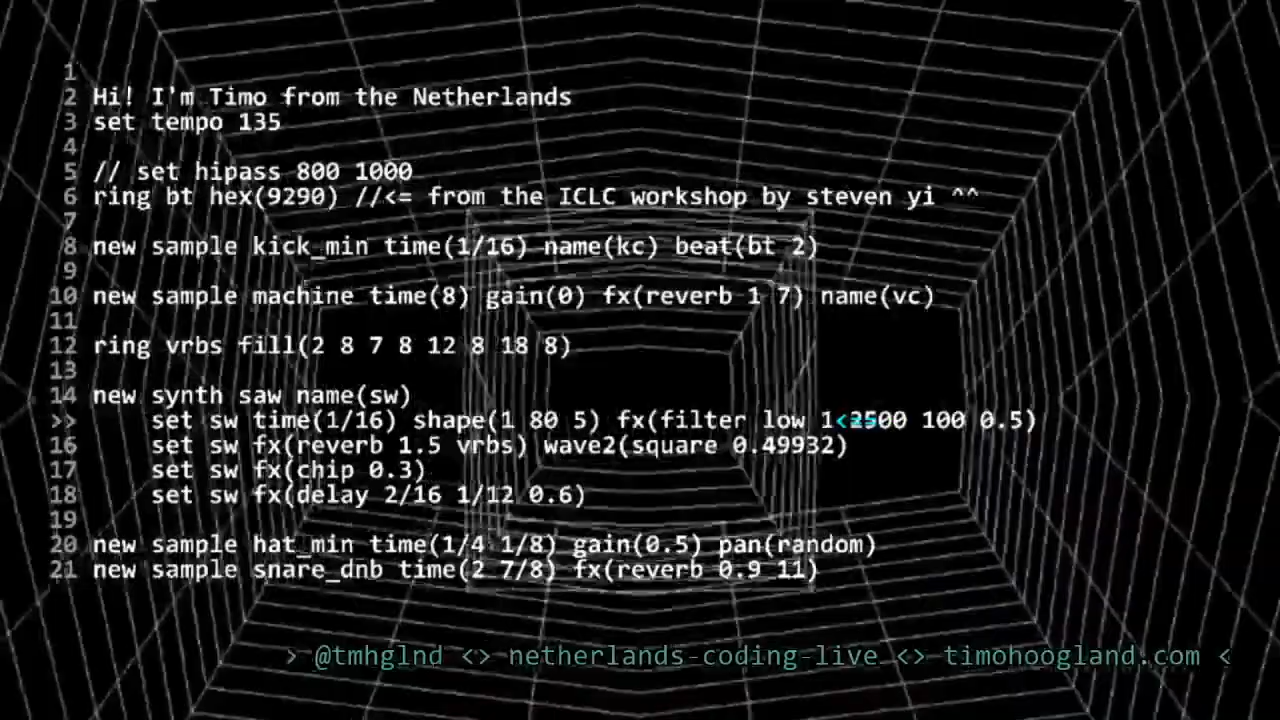 1
2 Hi! I'm Timo from the Netherlands
3 set tempo 135
4
5 // set hipass 800 1000
6 ring bt hex(9290) //<= from the ICLC workshop by steven yi ^^
7
8 new sample kick_min time(1/16) name(kc) beat(bt 2)
9
10 new sample machine time(8) gain(0) fx(reverb 1 7) name(vc)
11
12 ring vrbs fill(2 8 7 8 12 8 18 8)
13
14 new synth saw name(sw)
>> set sw time(1/16) shape(1 80 5) fx(filter low 100 0.5)
16 set sw fx(reverb 1.5 vrbs) wave2(square 0.49932)
17 set sw fx(chip 0.3)
18 set sw fx(delay 2/16 1/12 0.6)
19
20 new sample hat_min time(1/4 1/8) gain(0.5) pan(random)
21 new sample snare_dnb time(2 7/8) fx(reverb 0.9 11)
> @tmhglnd <> netherlands-coding-live <> timohoogland.com <